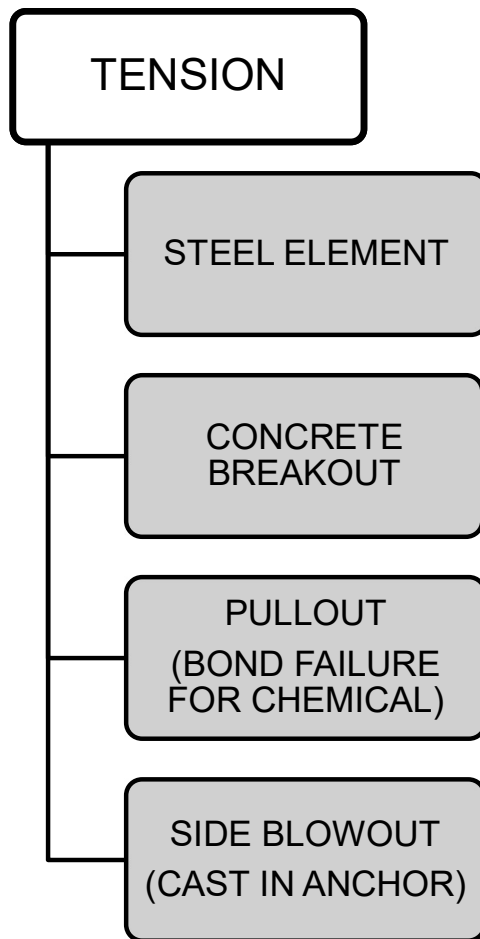 TENSION
STEEL ELEMENT
CONCRETE
BREAKOUT
PULLOUT
(BOND FAILURE
FOR CHEMICAL)
SIDE BLOWOUT
(CAST IN ANCHOR)